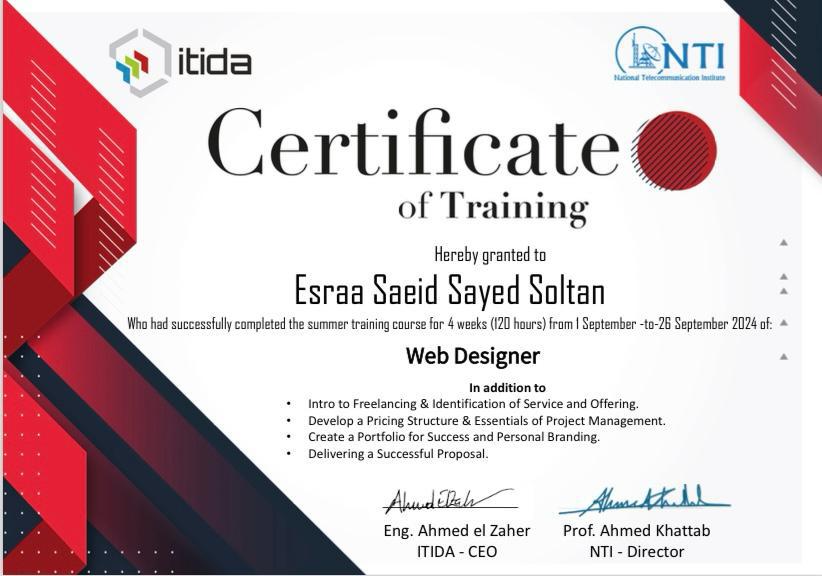 itida
NTI
National Telecommunication Institute
Certificate
of Training
Hereby granted to
Esraa Saeid Sayed Soltan
Who had successfully completed the summer training course for 4 weeks (120 hours) from 1 September -to-26 September 2024 of:
Web Designer
In addition to
• Intro to Freelancing & Identification of Service and Offering.
• Develop a Pricing Structure & Essentials of Project Management.
• Create a Portfolio for Success and Personal Branding.
• Delivering a Successful Proposal.
Eng. Ahmed el Zaher
ITIDA - CEO
Prof. Ahmed Khattab
NTI - Director